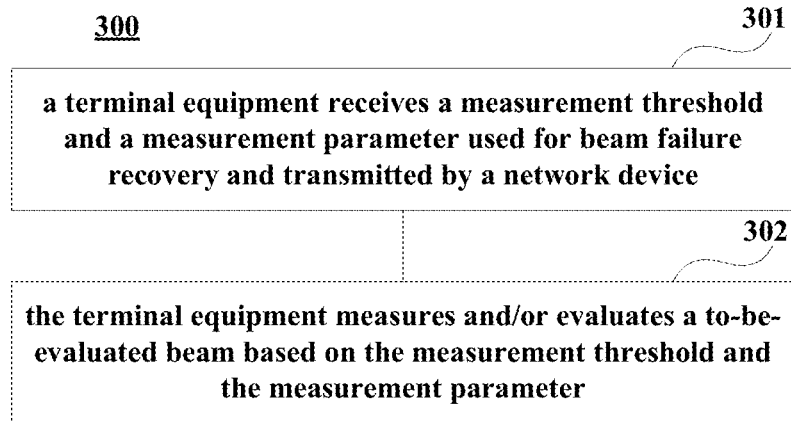 300
301
a terminal equipment receives a measurement threshold
and a measurement parameter used for beam failure
recovery and transmitted by a network device
302
the terminal equipment measures and/or evaluates a to-be-
evaluated beam based on the measurement threshold and
the measurement parameter